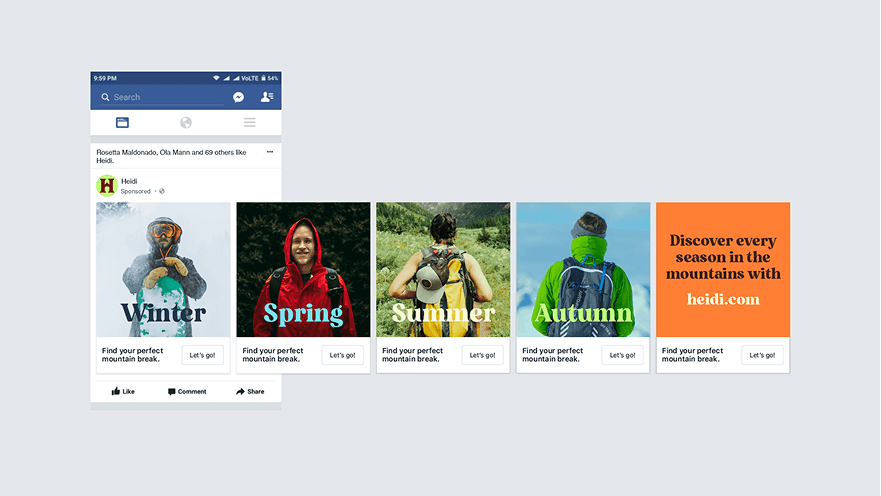 9:59 PM
VoLTE 54%
Search
Rosetta Maldonado, Ola Mann and 69 others like
Heidi.
H
Heidi
Sponsored
Winter
Find your perfect
mountain break.
Let's go!
Spring
Find your perfect
mountain break.
Let's go!
Summer
Find your perfect
mountain break.
Let's go!
Autumn
Find your perfect
mountain break.
Let's go!
Discover every
season in the
mountains with
heidi.com
Find your perfect
mountain break.
Let's go!
Like
Comment
Share